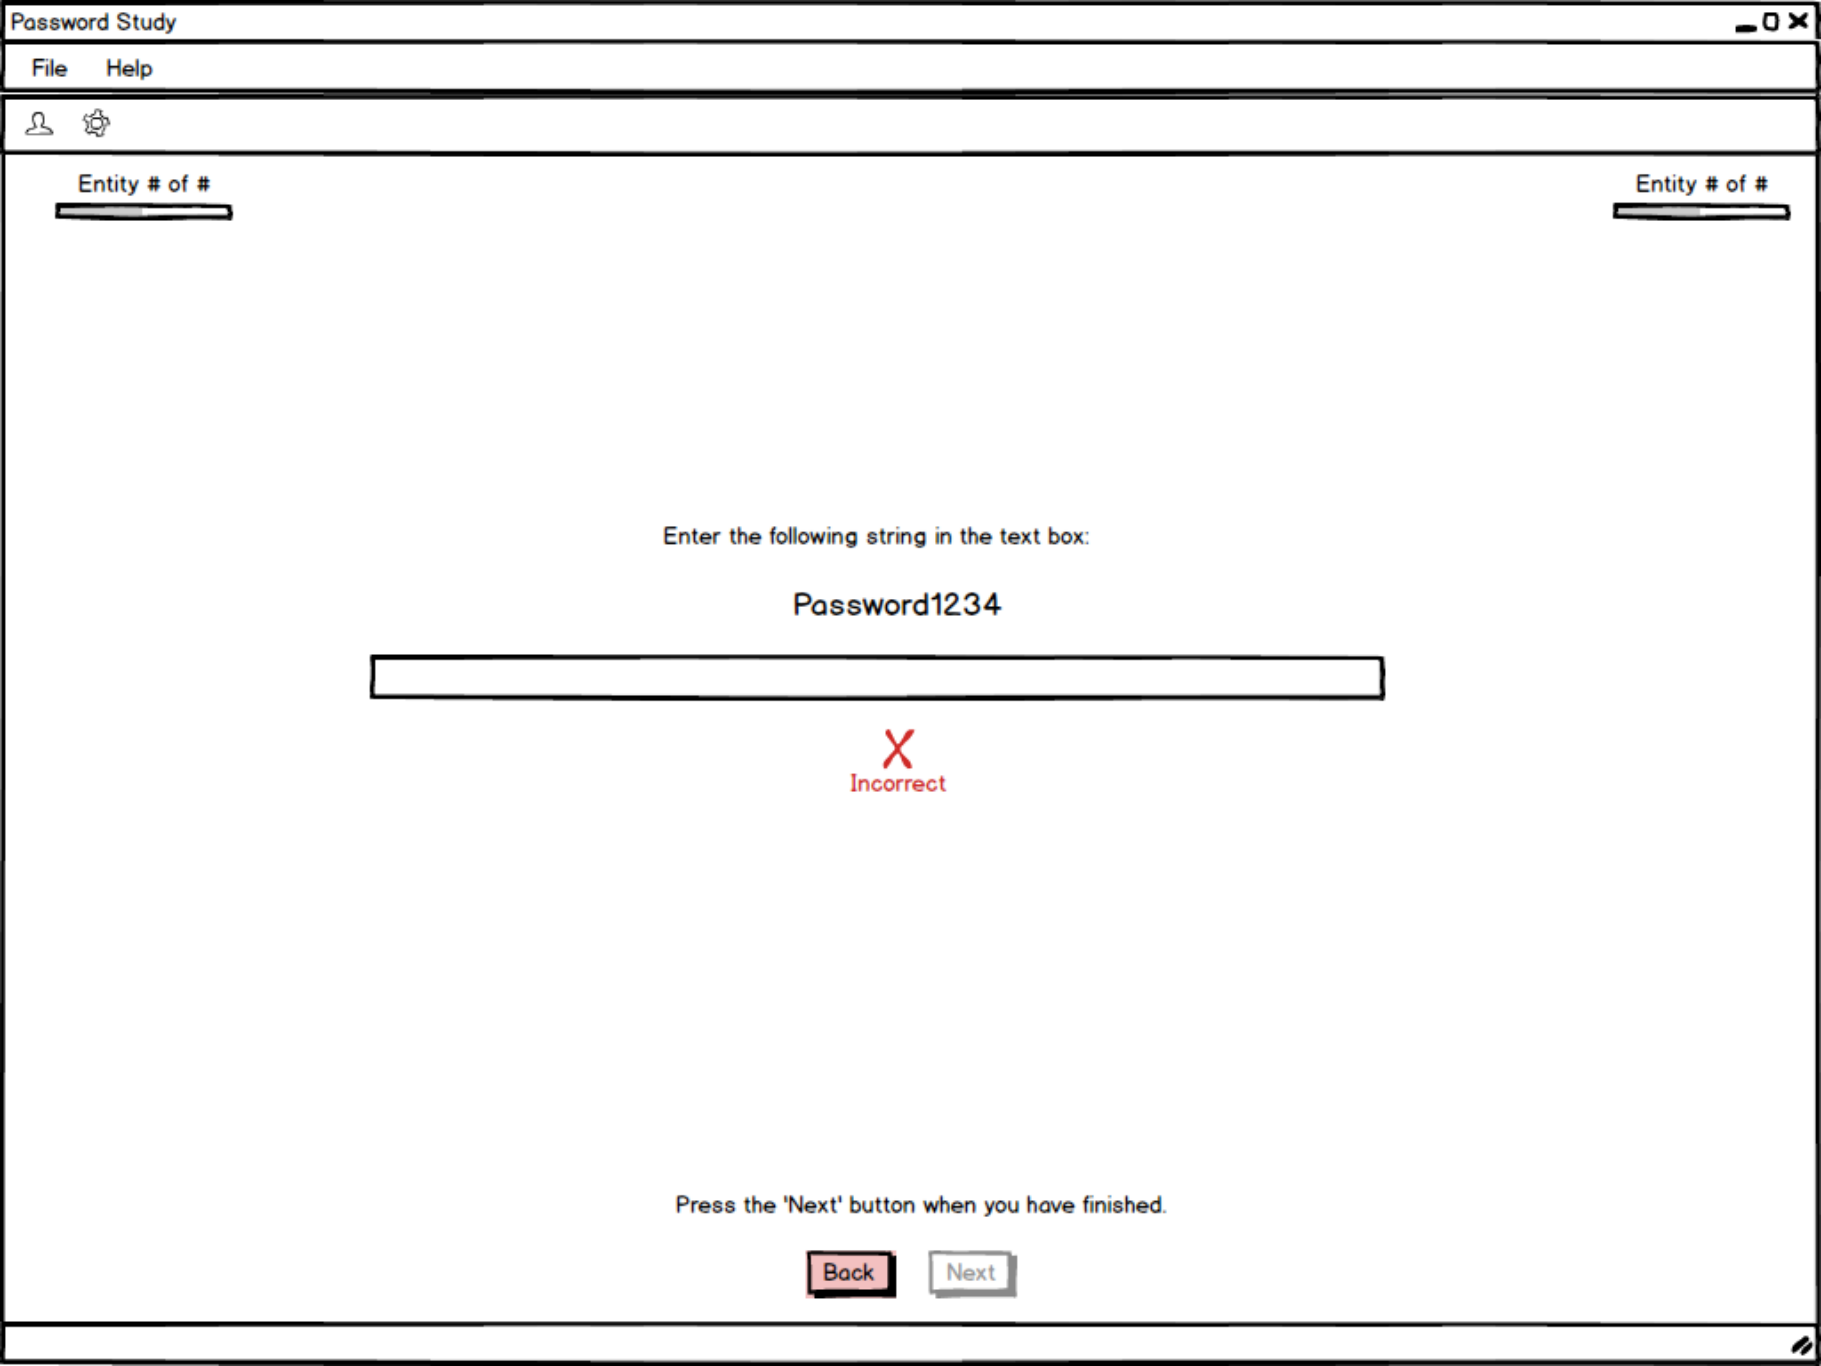 Password Study
File Help
Entity # of # Entity # of #
Enter the following string in the text box:
Password1234
Incorrect
Press the 'Next' button when you have finished.
Back Next